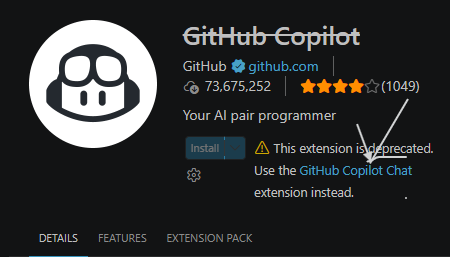 GitHub Copilot
GitHub github.com
73,675,252 (1049)
Your AI pair programmer
Install This extension is deprecated.
Use the GitHub Copilot Chat
extension instead.
DETAILS FEATURES EXTENSION PACK